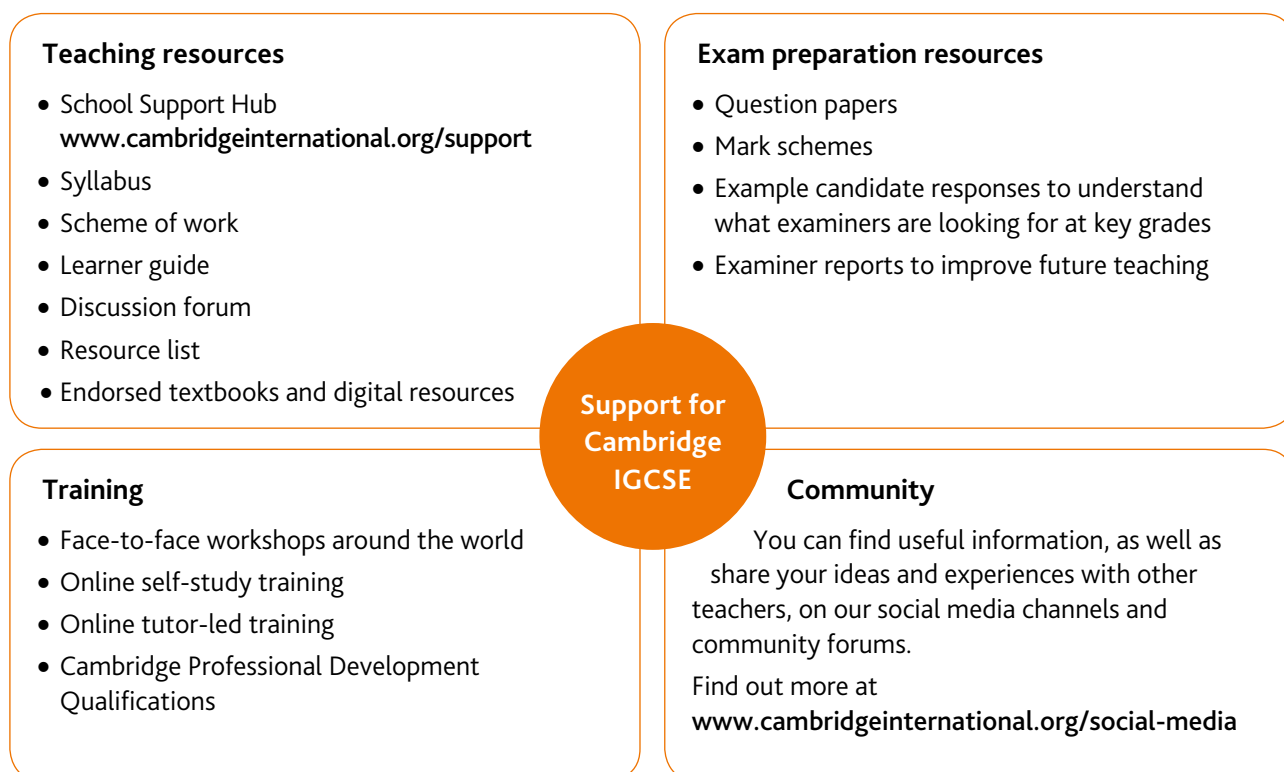 Teaching resources
• School Support Hub
www.cambridgeinternational.org/support
• Syllabus
• Scheme of work
• Learner guide
• Discussion forum
• Resource list
• Endorsed textbooks and digital resources
Exam preparation resources
• Question papers
• Mark schemes
• Example candidate responses to understand
what examiners are looking for at key grades
• Examiner reports to improve future teaching
Support for
Cambridge
IGCSE
Training
• Face-to-face workshops around the world
• Online self-study training
• Online tutor-led training
• Cambridge Professional Development
Qualifications
Community
You can find useful information, as well as
share your ideas and experiences with other
teachers, on our social media channels and
community forums.
Find out more at
www.cambridgeinternational.org/social-media